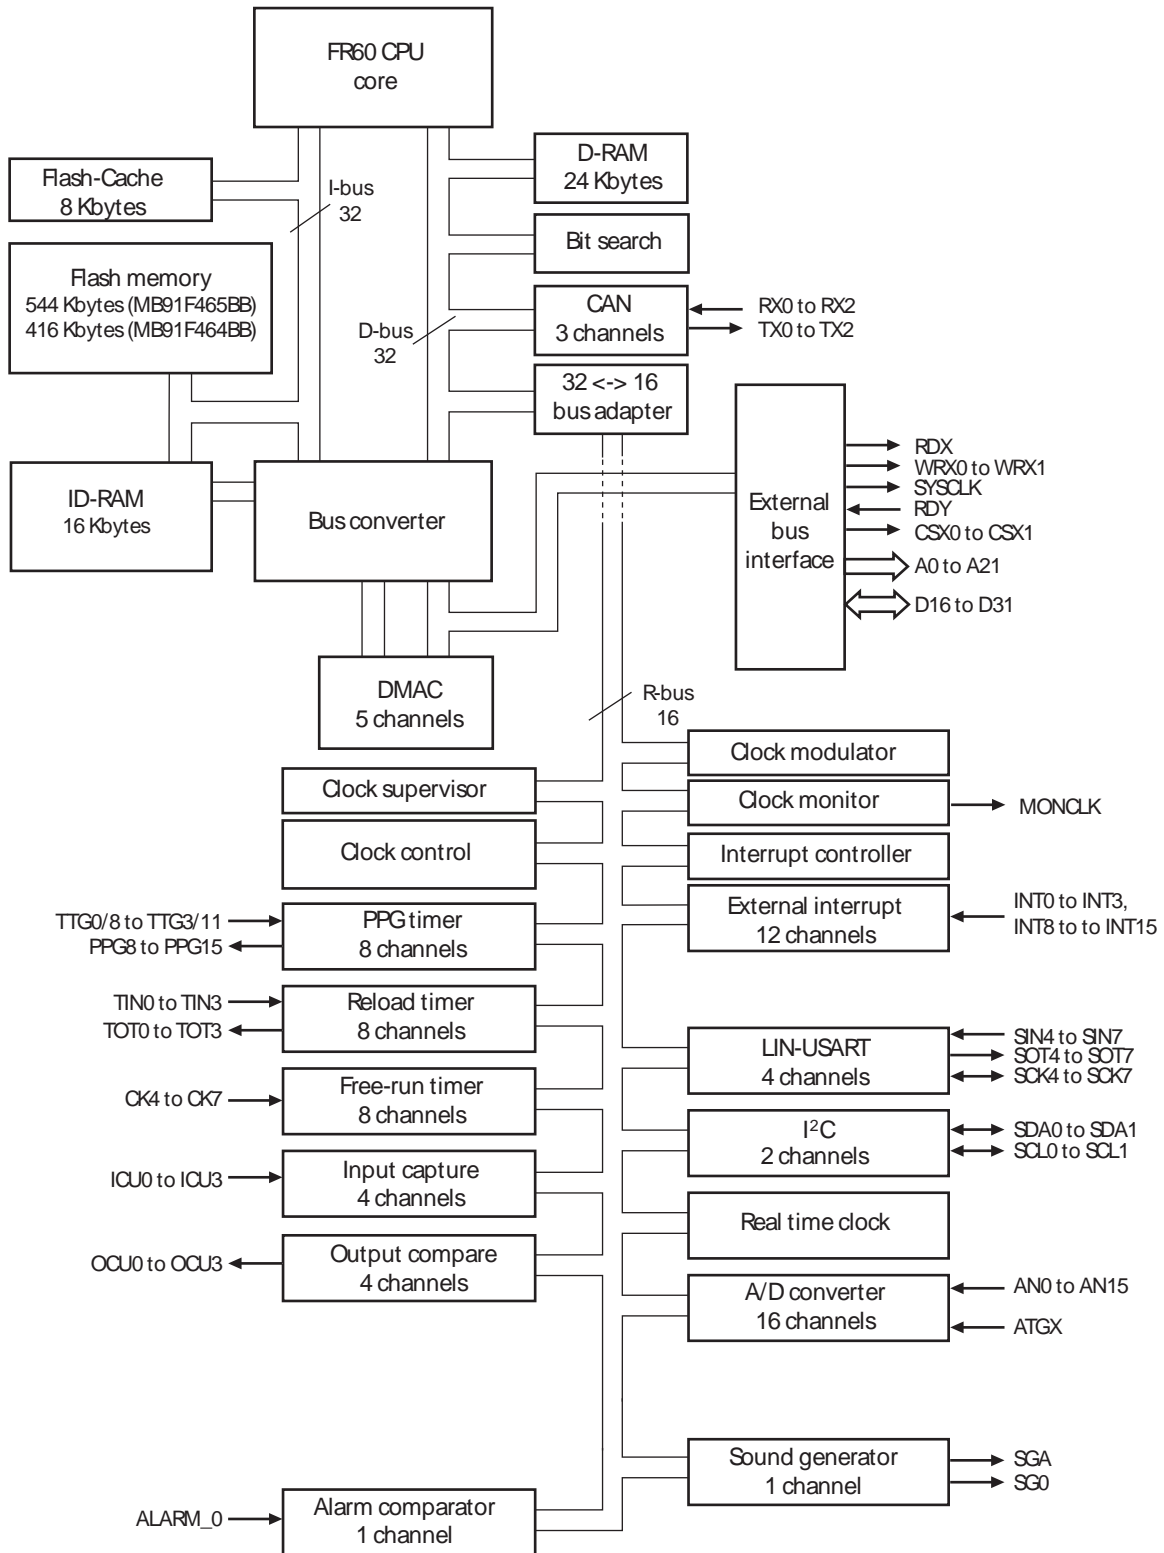 FR60 CPU
core
Flash-Cache
8 Kbytes
I-bus
32
D-RAM
24 Kbytes
Bit search
Flash memory
544 Kbytes (MB91F465BB)
416 Kbytes (MB91F464BB)
CAN
3 channels
RX0 to RX2
TX0 to TX2
D-bus
32
32 <-> 16
bus adapter
ID-RAM
16 Kbytes
Bus converter
External
bus
interface
RDX
WRX0 to WRX1
SYSCLK
RDY
CSX0 to CSX1
A0 to A21
D16 to D31
DMAC
5 channels
R-bus
16
Clock modulator
Clock supervisor
Clock monitor
MONCLK
Clock control
Interrupt controller
TTG0/8 to TTG3/11
PPG8 to PPG15
PPG timer
8 channels
External interrupt
12 channels
INT0 to INT3,
INT8 to to INT15
TIN0 to TIN3
TOT0 to TOT3
Reload timer
8 channels
LIN-USART
4 channels
SIN4 to SIN7
SOT4 to SOT7
SCK4 to SCK7
CK4 to CK7
Free-run timer
8 channels
I²C
2 channels
SDA0 to SDA1
SCL0 to SCL1
ICU0 to ICU3
Input capture
4 channels
Real time clock
OCU0 to OCU3
Output compare
4 channels
A/D converter
16 channels
AN0 to AN15
ATGX
Sound generator
1 channel
SGA
SG0
ALARM_0
Alarm comparator
1 channel